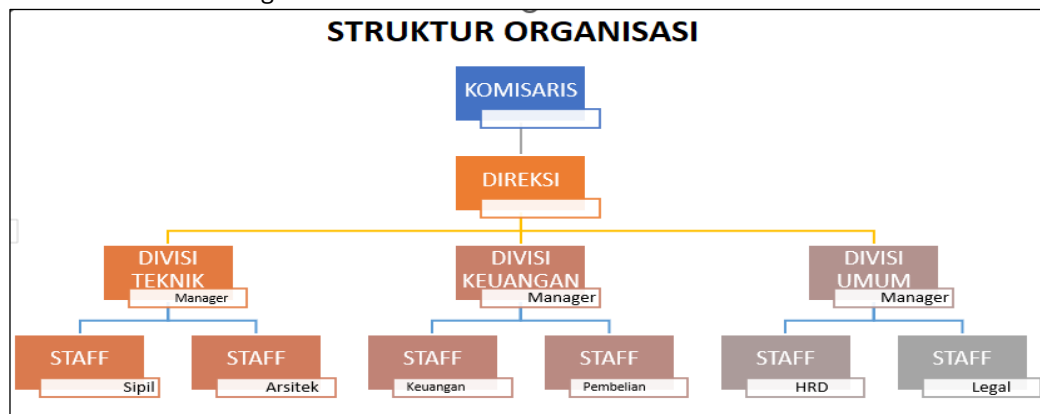 STRUKTUR ORGANISASI
KOMISARIS
DIREKSI
DIVISI
TEKNIK
Manager
DIVISI
KEUANGAN
Manager
DIVISI
UMUM
Manager
STAFF
Sipil
STAFF
Arsitek
STAFF
Keuangan
STAFF
Pembelian
STAFF
HRD
STAFF
Legal